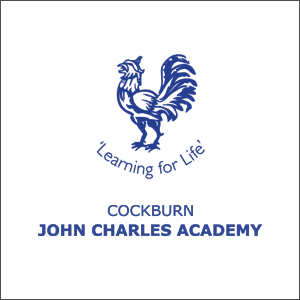 'Learning for Life'
COCKBURN
JOHN CHARLES ACADEMY